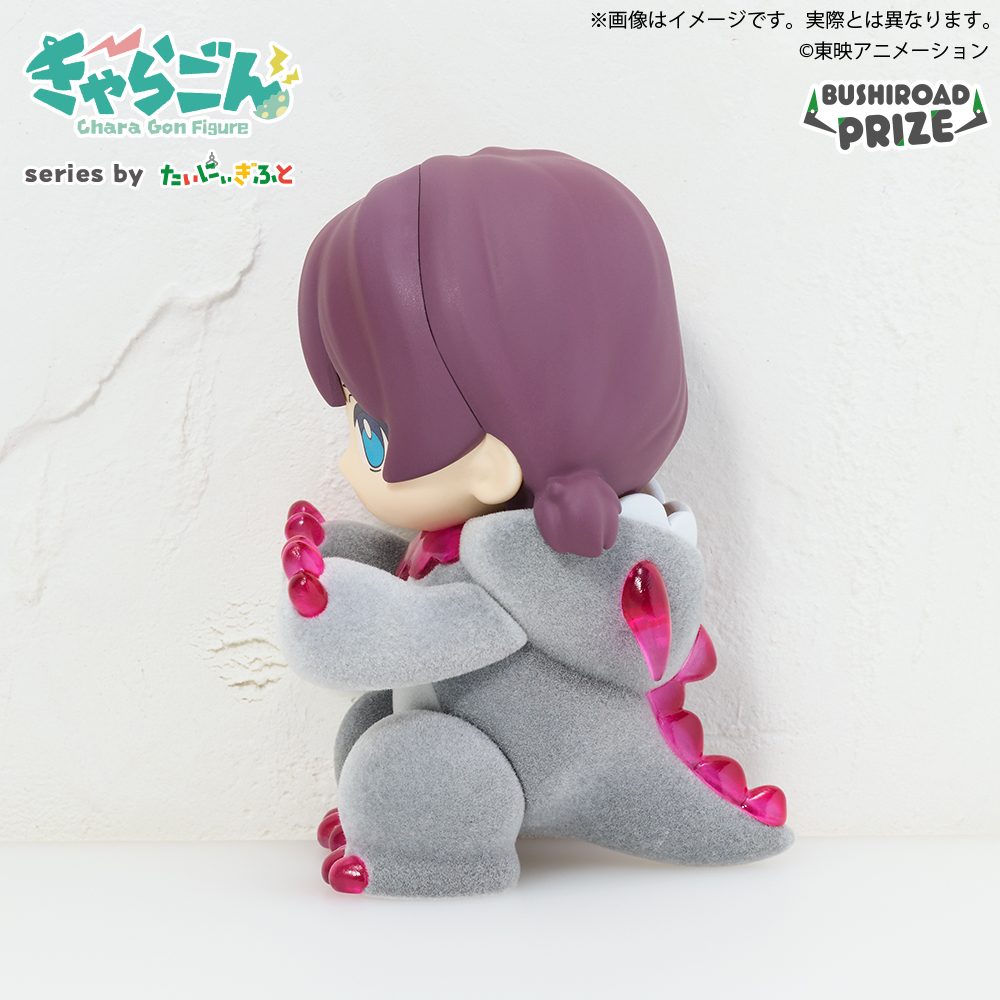 きゃらごん
Chara Gon Figure
series by たいにぃぎふと
※画像はイメージです。実際とは異なります。
©東映アニメーション
BUSHIROAD
PRIZE